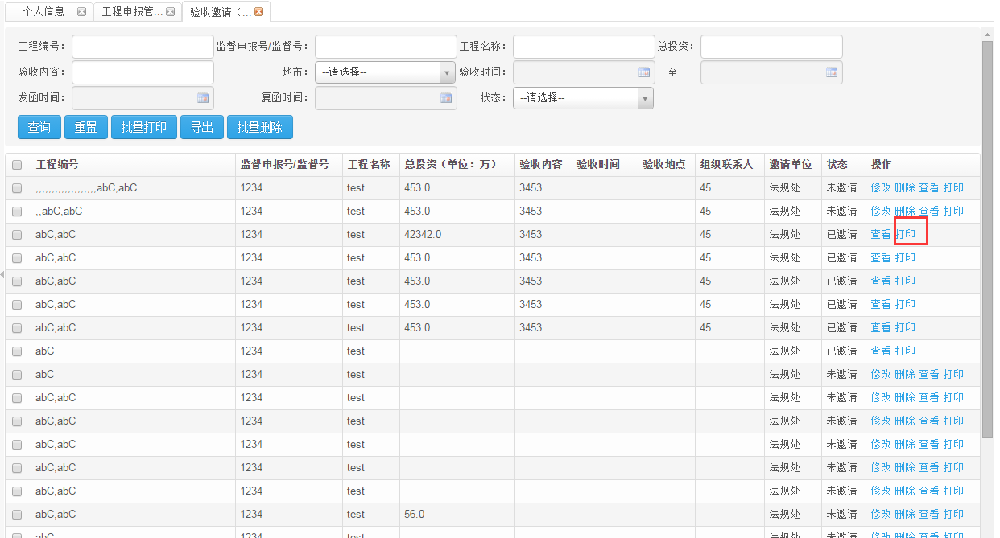 个人信息 工程申报管... 验收邀请（...
工程编号： 监督申报号/监督号： 工程名称： 总投资：
验收内容： 地市： --请选择-- 验收时间： 至
发函时间： 复函时间： 状态： --请选择--
查询 重置 批量打印 导出 批量删除
工程编号 监督申报号/监督号 工程名称 总投资（单位：万） 验收内容 验收时间 验收地点 组织联系人 邀请单位 状态 操作
,,,,,,,,,,,,,,,,,,,abC,abC 1234 test 453.0 3453 45 法规处 未邀请 修改 删除 查看 打印
,,abC,abC 1234 test 453.0 3453 45 法规处 未邀请 修改 删除 查看 打印
abC,abC 1234 test 42342.0 3453 45 法规处 已邀请 查看 打印
abC,abC 1234 test 453.0 3453 45 法规处 已邀请 查看 打印
abC,abC 1234 test 453.0 3453 45 法规处 已邀请 查看 打印
abC,abC 1234 test 453.0 3453 45 法规处 已邀请 查看 打印
abC,abC 1234 test 453.0 3453 45 法规处 已邀请 查看 打印
abC 1234 test 法规处 已邀请 查看 打印
abC 1234 test 法规处 未邀请 修改 删除 查看 打印
abC,abC 1234 test 法规处 未邀请 修改 删除 查看 打印
abC,abC 1234 test 法规处 未邀请 修改 删除 查看 打印
abC,abC 1234 test 法规处 未邀请 修改 删除 查看 打印
abC,abC 1234 test 法规处 未邀请 修改 删除 查看 打印
abC,abC 1234 test 法规处 未邀请 修改 删除 查看 打印
abC,abC 1234 test 56.0 法规处 未邀请 修改 删除 查看 打印
abC 1234 test 法规处 未邀请 修改 删除 查看 打印